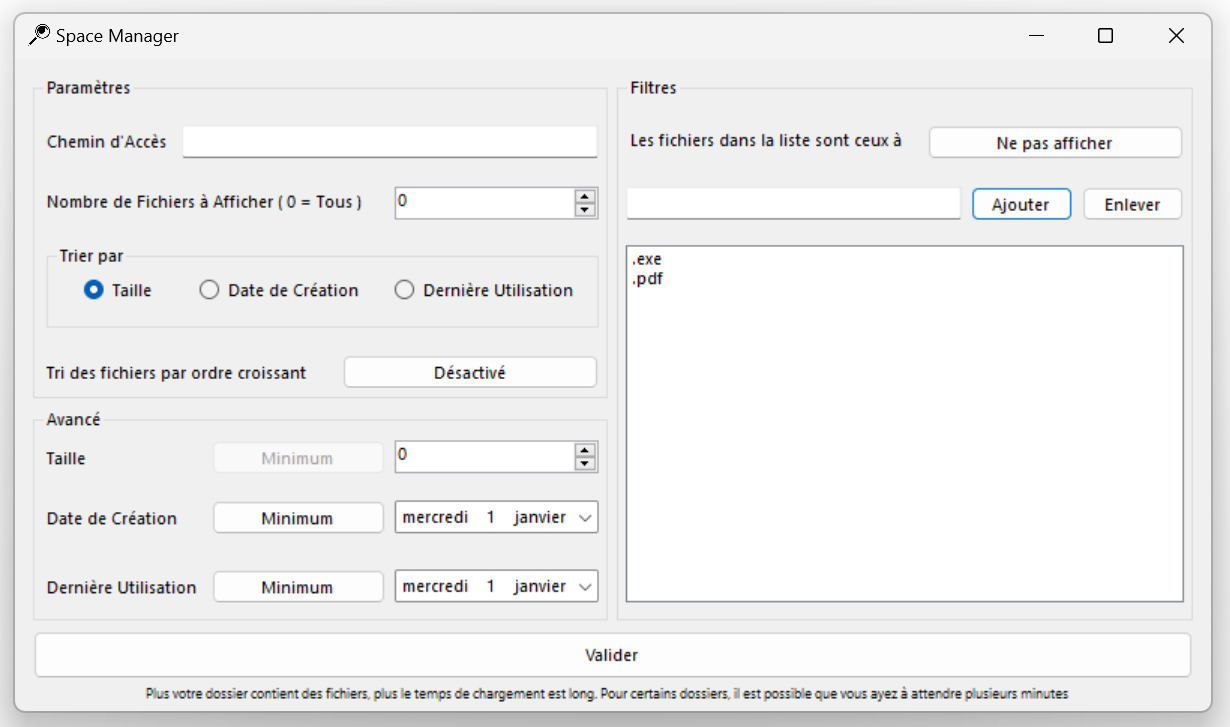 Space Manager
Paramètres
Chemin d'Accès
Nombre de Fichiers à Afficher ( 0 = Tous )
0
Trier par
Taille
Date de Création
Dernière Utilisation
Tri des fichiers par ordre croissant
Désactivé
Avancé
Taille
Minimum
0
Date de Création
Minimum
mercredi 1 janvier
Dernière Utilisation
Minimum
mercredi 1 janvier
Filtres
Les fichiers dans la liste sont ceux à
Ne pas afficher
Ajouter
Enlever
.exe
.pdf
Valider
Plus votre dossier contient des fichiers, plus le temps de chargement est long. Pour certains dossiers, il est possible que vous ayez à attendre plusieurs minutes